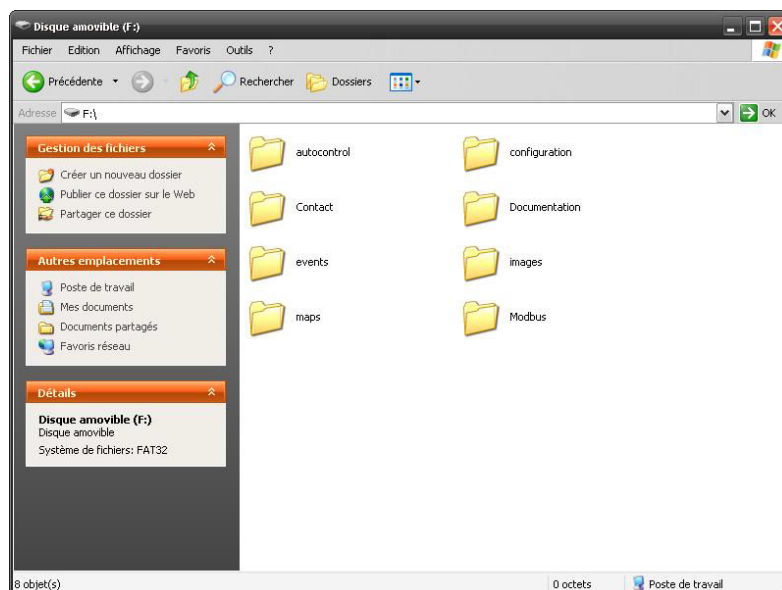 Disque amovible (F:)
Fichier Edition Affichage Favoris Outils ?
Précédente Rechercher Dossiers
Adresse F:\ OK
Gestion des fichiers
Créer un nouveau dossier
Publier ce dossier sur le Web
Partager ce dossier
Autres emplacements
Poste de travail
Mes documents
Documents partagés
Favoris réseau
Détails
Disque amovible (F:)
Disque amovible
Système de fichiers: FAT32
autocontrol configuration
Contact Documentation
events images
maps Modbus
8 objet(s) 0 octets Poste de travail